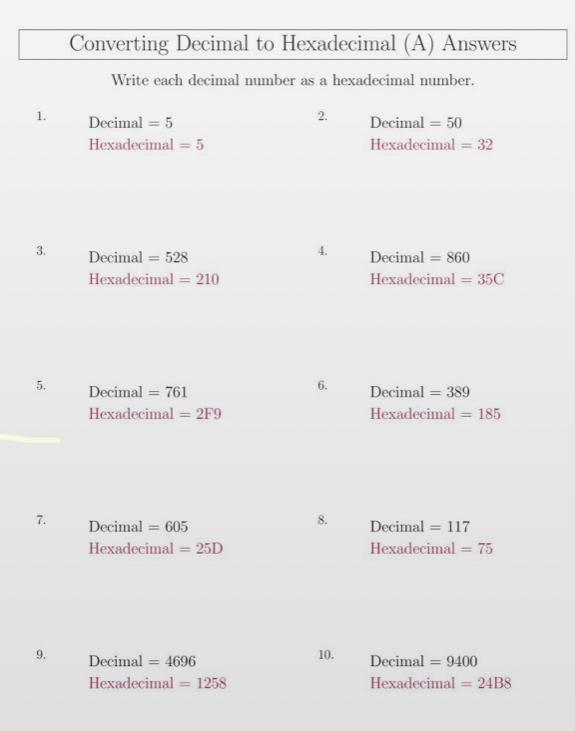 Converting Decimal to Hexadecimal (A) Answers
Write each decimal number as a hexadecimal number.
1.
Decimal = 5
Hexadecimal = 5
2.
Decimal = 50
Hexadecimal = 32
3.
Decimal = 528
Hexadecimal = 210
4.
Decimal = 860
Hexadecimal = 35C
5.
Decimal = 761
Hexadecimal = 2F9
6.
Decimal = 389
Hexadecimal = 185
7.
Decimal = 605
Hexadecimal = 25D
8.
Decimal = 117
Hexadecimal = 75
9.
Decimal = 4696
Hexadecimal = 1258
10.
Decimal = 9400
Hexadecimal = 24B8